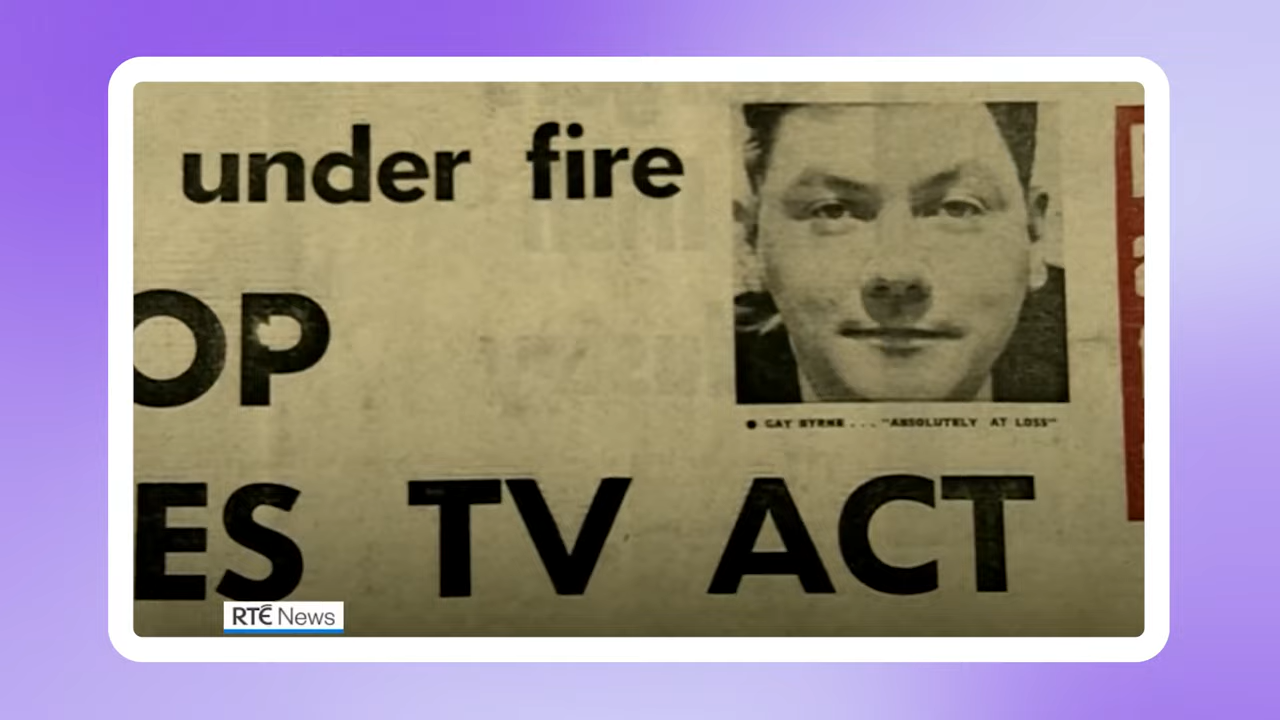 under fire
OP
● GAY BYRNE . . . "ABSOLUTELY AT LOSS"
ES TV ACT
RTÉ News